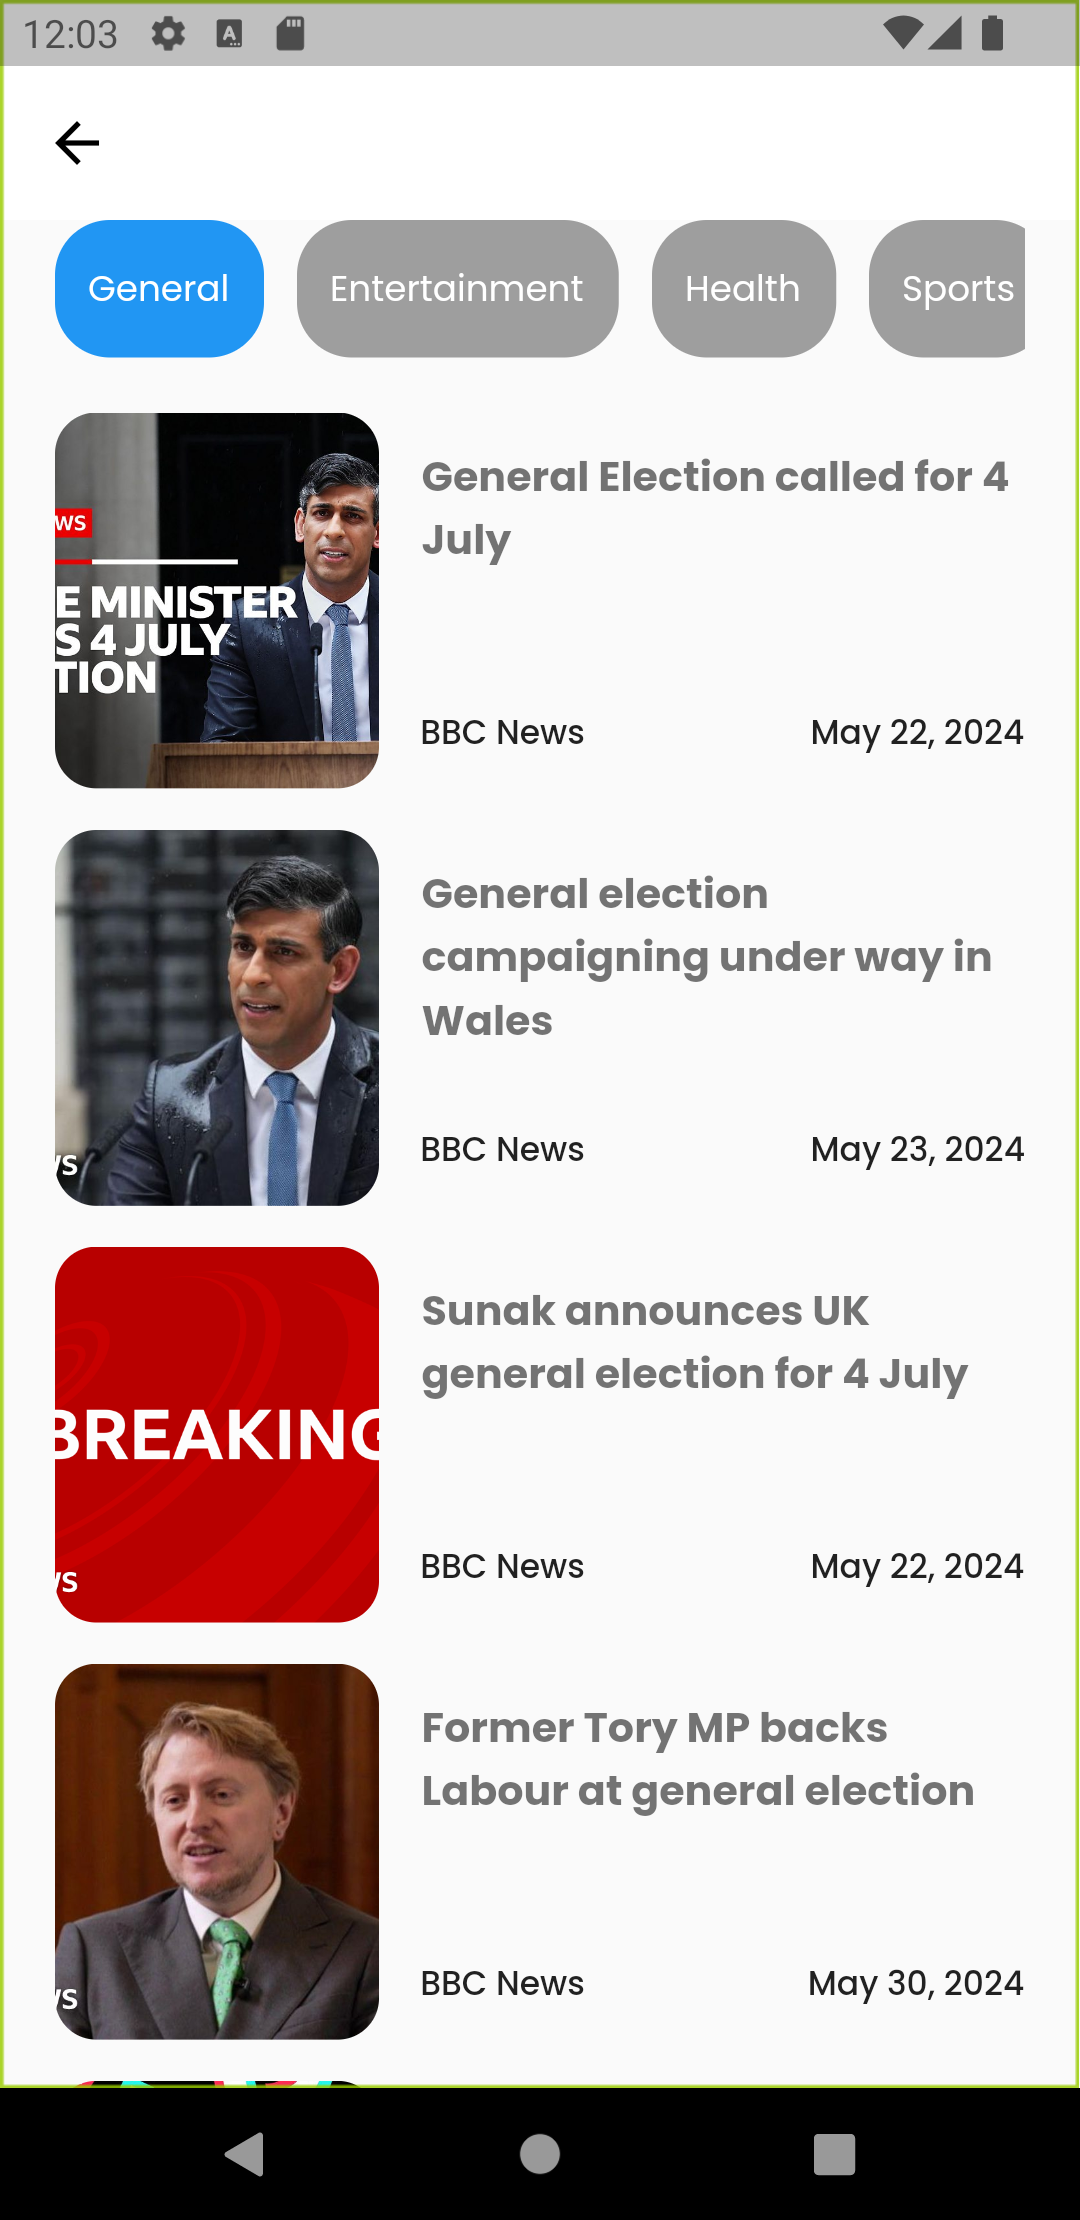 12:03
General
Entertainment
Health
Sports
WS
E MINISTER
S 4 JULY
TION
General Election called for 4
July
BBC News
May 22, 2024
General election
campaigning under way in
Wales
WS
BBC News
May 23, 2024
BREAKING
Sunak announces UK
general election for 4 July
WS
BBC News
May 22, 2024
Former Tory MP backs
Labour at general election
WS
BBC News
May 30, 2024